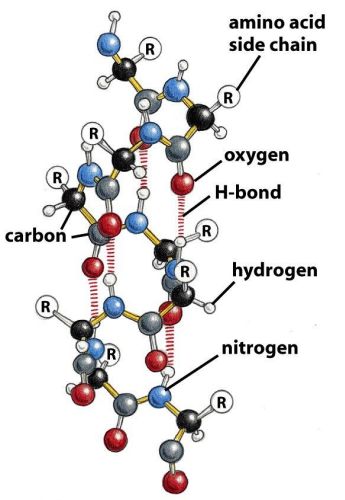 amino acid
side chain
R
R
R
oxygen
R
H-bond
carbon
R
R
hydrogen
R
nitrogen
R
R